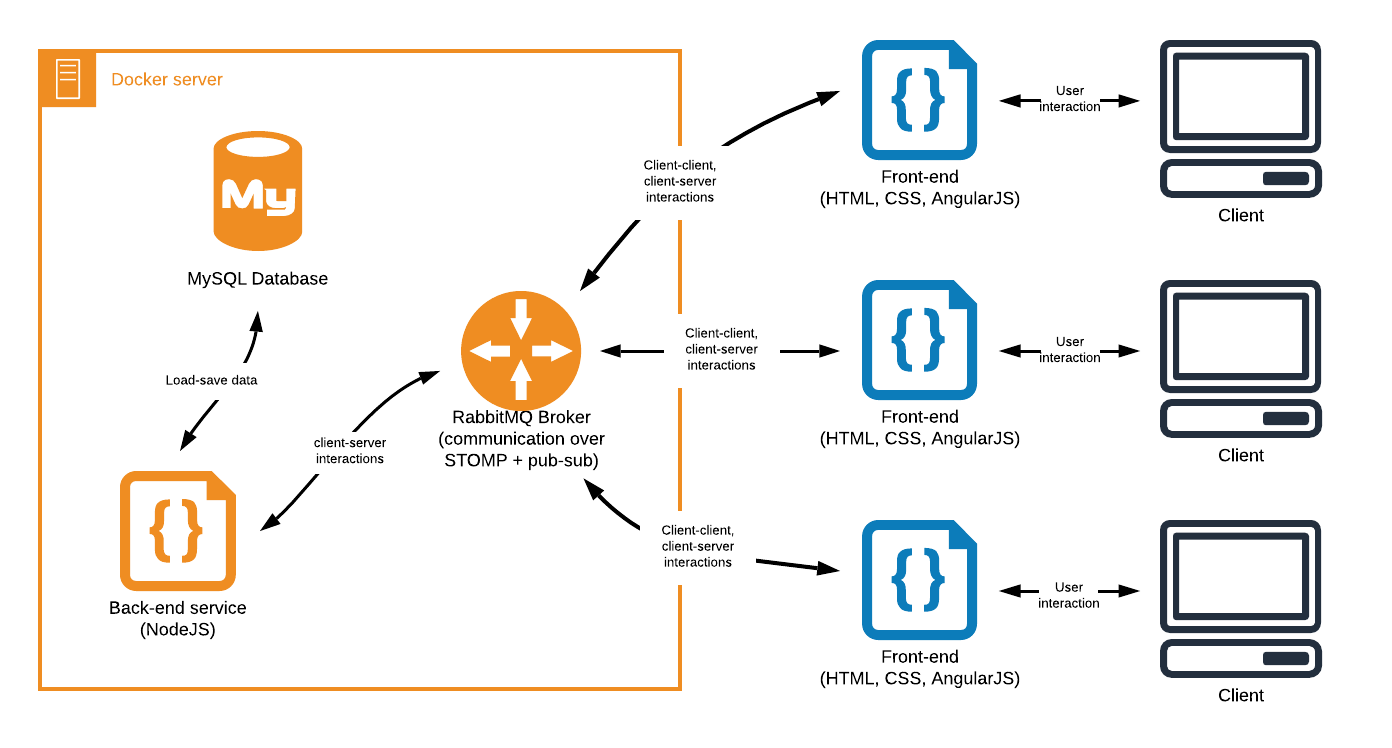 Docker server
My
MySQL Database
Load-save data
client-server
interactions
Back-end service
(NodeJS)
RabbitMQ Broker
(communication over
STOMP + pub-sub)
Client-client,
client-server
interactions
Client-client,
client-server
interactions
Client-client,
client-server
interactions
{}
Front-end
(HTML, CSS, AngularJS)
User
interaction
Client
{}
Front-end
(HTML, CSS, AngularJS)
User
interaction
Client
{}
Front-end
(HTML, CSS, AngularJS)
User
interaction
Client
{}